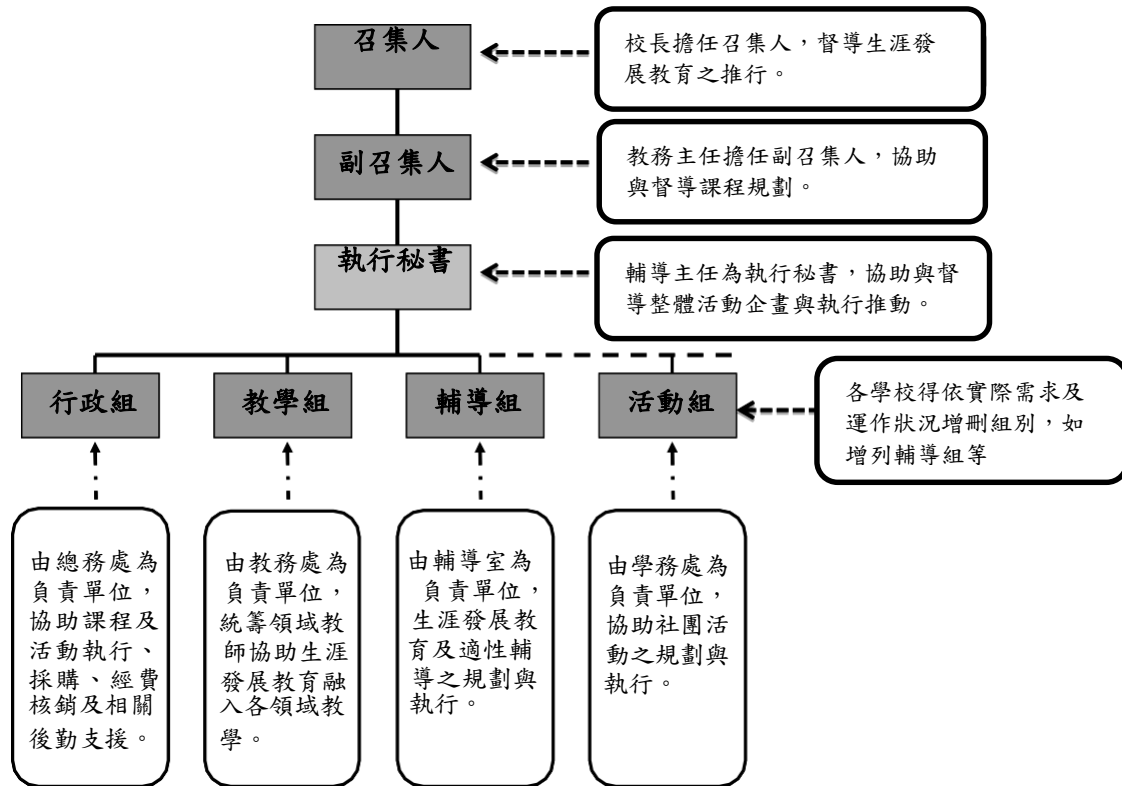 召集人
校長擔任召集人，督導生涯發
展教育之推行。
副召集人
教務主任擔任副召集人，協助
與督導課程規劃。
執行秘書
輔導主任為執行秘書，協助與督
導整體活動企畫與執行推動。
行政組
教學組
輔導組
活動組
各學校得依實際需求及
運作狀況增刪組別，如
增列輔導組等
由總務處為
負責單位，
協助課程及
活動執行、
採購、經費
核銷及相關
後勤支援。
由教務處為
負責單位，
統籌領域教
師協助生涯
發展教育融
入各領域教
學。
由輔導室為
負責單位，
生涯發展教
育及適性輔
導之規劃與
執行。
由學務處為
負責單位，
協助社團活
動之規劃與
執行。